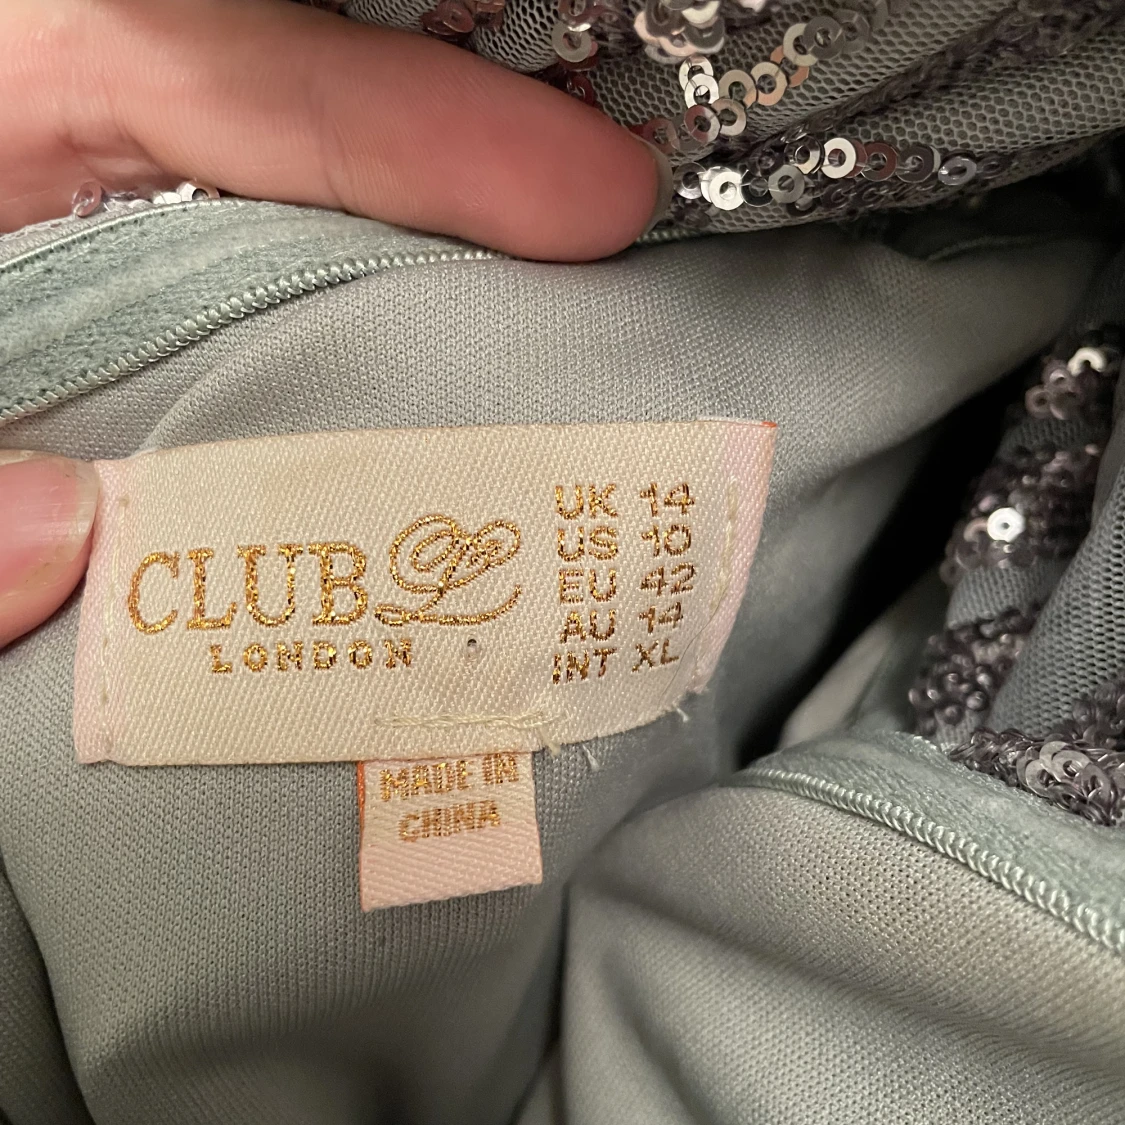 CLUB L
LONDON
UK 14
US 10
EU 42
AU 14
INT XL
MADE IN
CHINA